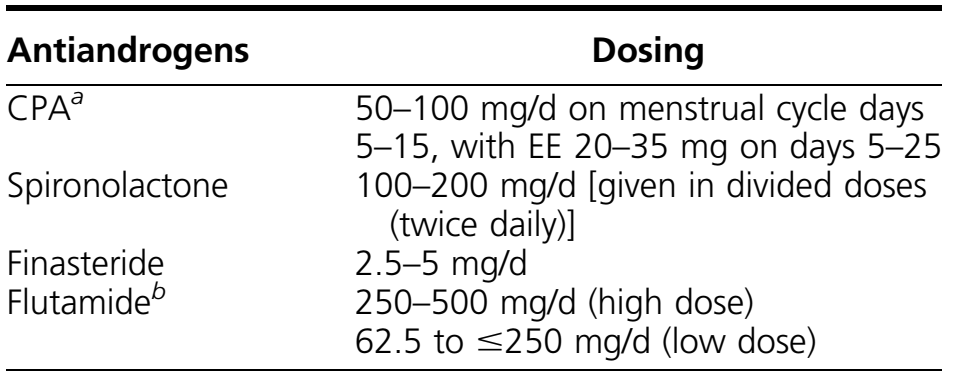 Antiandrogens Dosing
CPAa 50–100 mg/d on menstrual cycle days
5–15, with EE 20–35 mg on days 5–25
Spironolactone 100–200 mg/d [given in divided doses
(twice daily)]
Finasteride 2.5–5 mg/d
Flutamideb 250–500 mg/d (high dose)
62.5 to ≤250 mg/d (low dose)